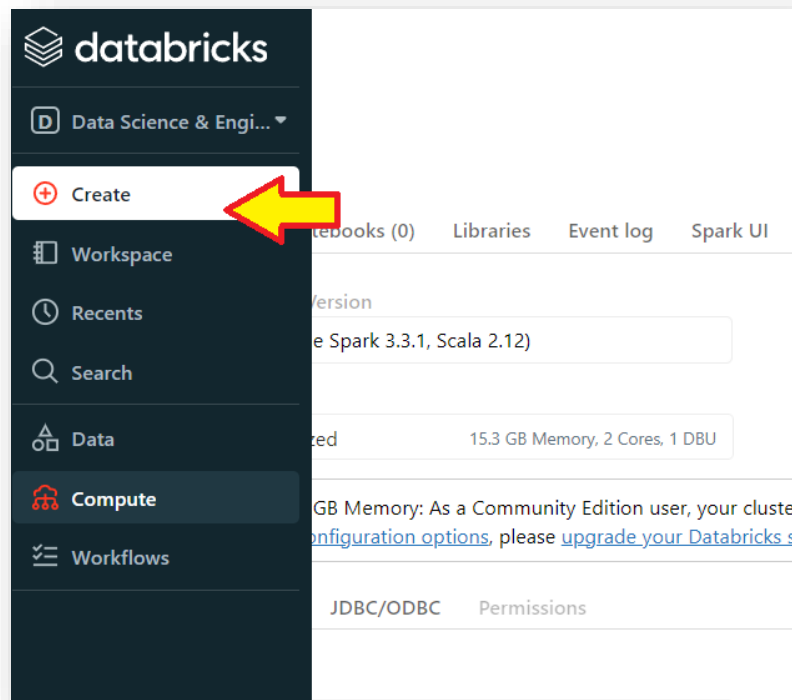 databricks
D Data Science & Engi...
Create
Workspace
Recents
Search
Data
Compute
Workflows
tebooks (0) Libraries Event log Spark UI
Version
e Spark 3.3.1, Scala 2.12)
zed 15.3 GB Memory, 2 Cores, 1 DBU
GB Memory: As a Community Edition user, your cluste
onfiguration options, please upgrade your Databricks s
JDBC/ODBC Permissions